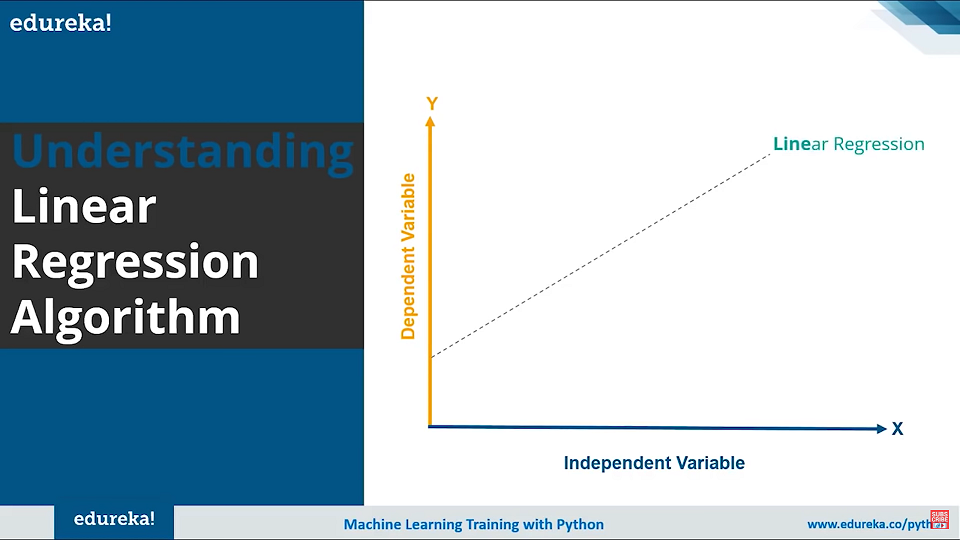 edureka!
Understanding
Linear
Regression
Algorithm
Y
Dependent Variable
Linear Regression
X
Independent Variable
edureka!
Machine Learning Training with Python
www.edureka.co/pyth
SUBSCRIBE